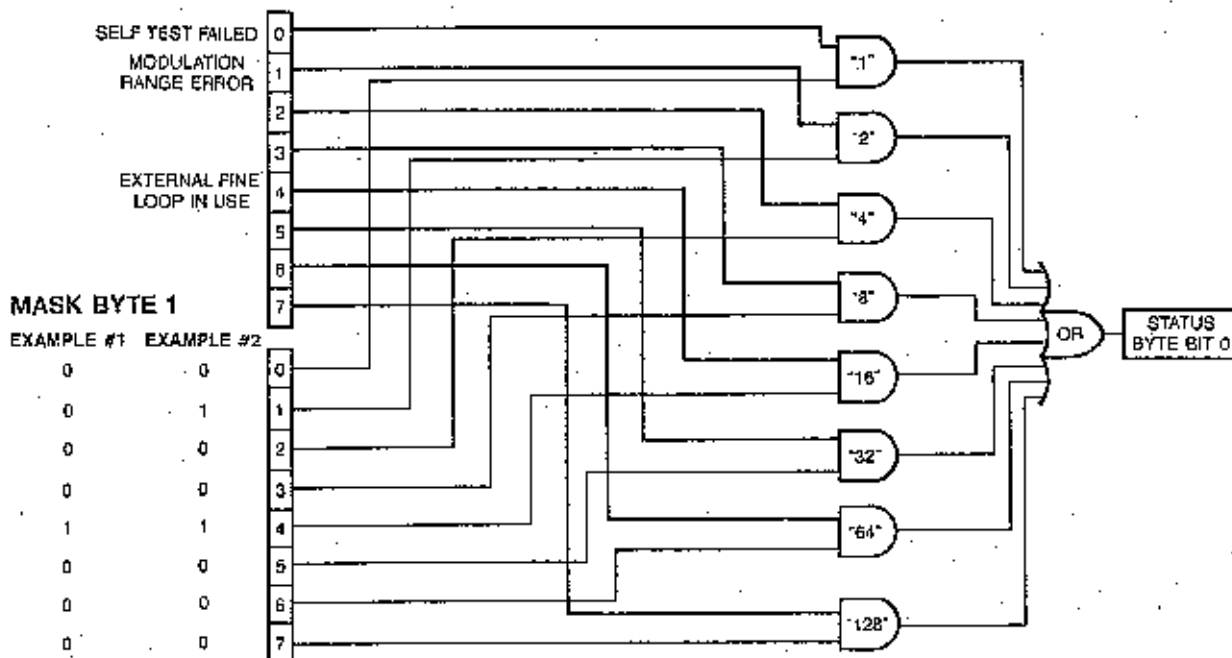 SELF TEST FAILED 0
MODULATION
RANGE ERROR 1
2
3
EXTERNAL FINE
LOOP IN USE 4
5
6
7
MASK BYTE 1
EXAMPLE #1 EXAMPLE #2
0 0 0
0 1 1
0 0 2
0 0 3
1 1 4
0 0 5
0 0 6
0 0 7
"1"
"2"
"4"
"8"
"16"
"32"
"64"
"128"
OR
STATUS
BYTE BIT 0